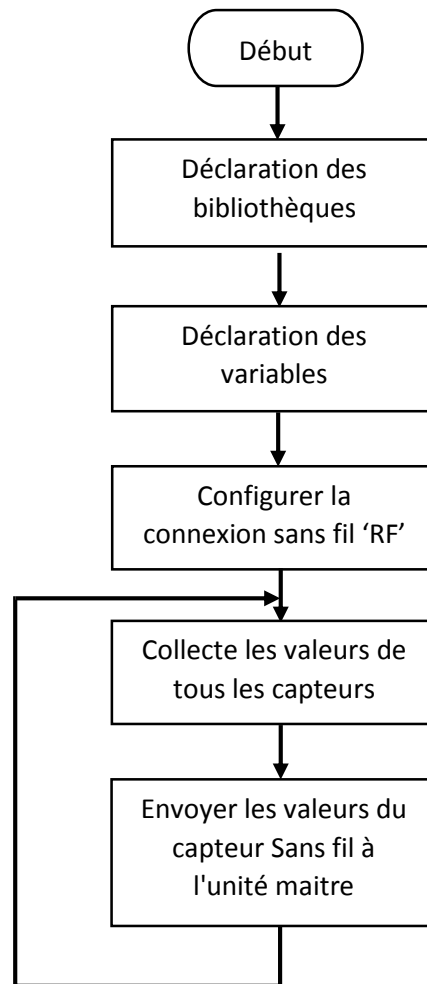 Début
Déclaration des
bibliothèques
Déclaration des
variables
Configurer la
connexion sans fil ‘RF’
Collecte les valeurs de
tous les capteurs
Envoyer les valeurs du
capteur Sans fil à
l'unité maitre